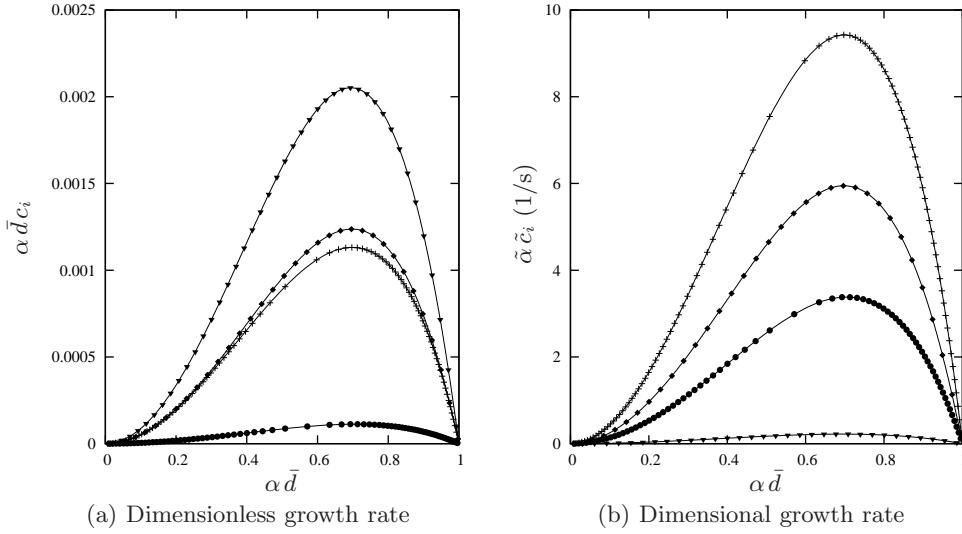 0.0025
0.002
0.0015
0.001
0.0005
0
0 0.2 0.4 0.6 0.8 1
α d̄ c_i
α d̄
(a) Dimensionless growth rate
10
8
6
4
2
0
0 0.2 0.4 0.6 0.8
α̃ c̃_i (1/s)
α d̄
(b) Dimensional growth rate